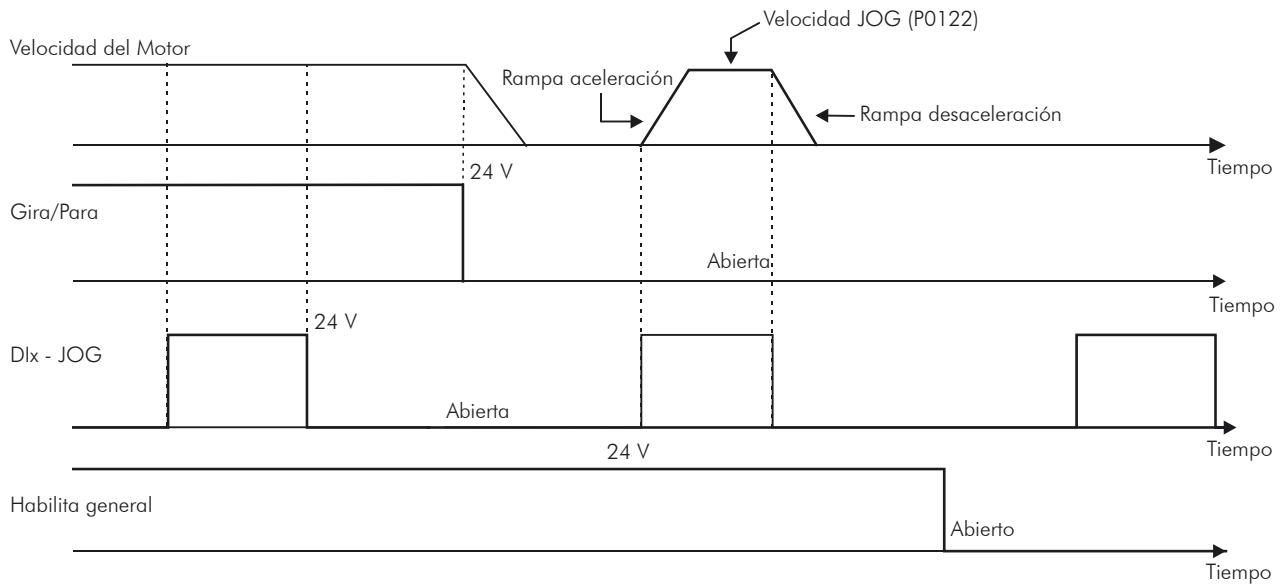 Velocidad JOG (P0122)
Velocidad del Motor
Rampa aceleración
Rampa desaceleración
Tiempo
24 V
Gira/Para
Abierta
Tiempo
24 V
DIx - JOG
Abierta
Tiempo
24 V
Habilita general
Abierto
Tiempo